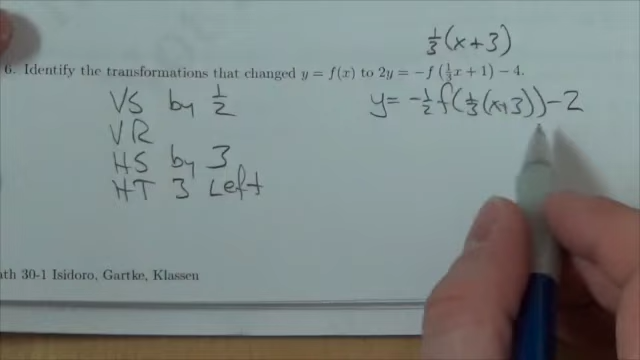 1/3(x+3)
6. Identify the transformations that changed y = f(x) to 2y = −f(1/3x + 1) − 4.
VS by 1/2
y = −1/2 f(1/3(x+3))−2
VR
HS by 3
HT 3 Left
ath 30-1 Isidoro, Gartke, Klassen